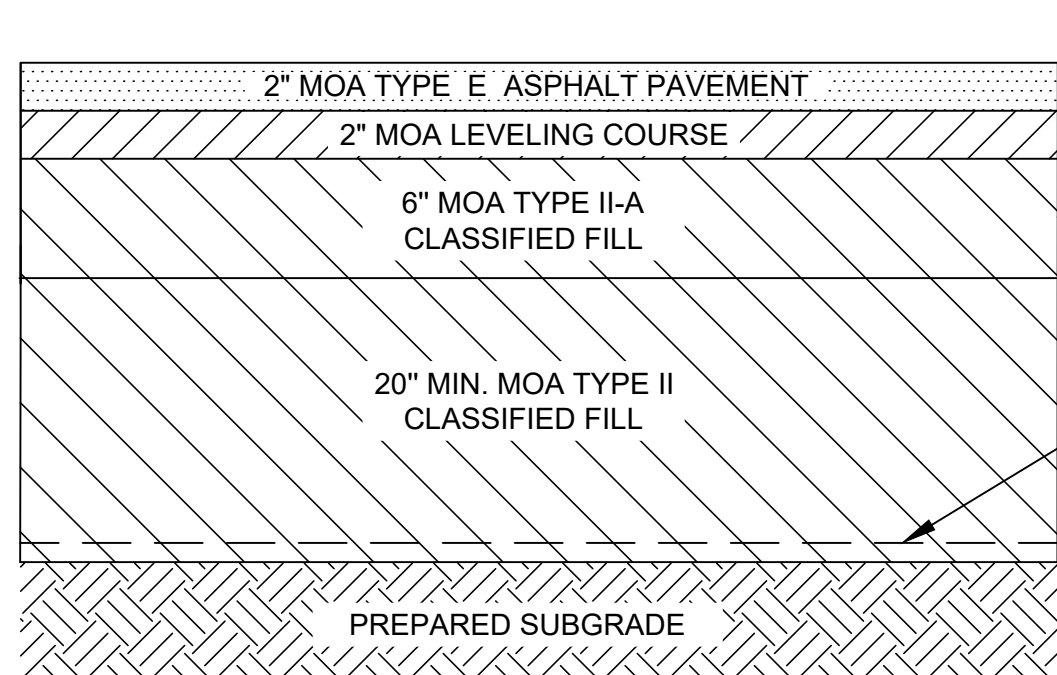 2" MOA TYPE E ASPHALT PAVEMENT
2" MOA LEVELING COURSE
6" MOA TYPE II-A
CLASSIFIED FILL
20" MIN. MOA TYPE II
CLASSIFIED FILL
PREPARED SUBGRADE